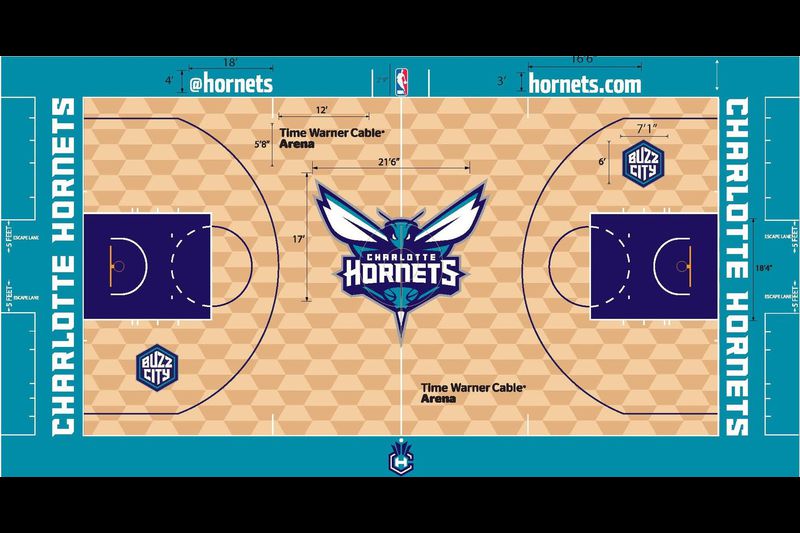 18'
16'6"
4'
@hornets
3'
hornets.com
12'
5'8"
Time Warner Cable
Arena
21'6"
7'1"
6'
BUZZ
CITY
CHARLOTTE HORNETS
CHARLOTTE HORNETS
17'
CHARLOTTE
HORNETS
5 FEET
ESCAPE LANE
5 FEET
ESCAPE LANE
ESCAPE LANE
5 FEET
ESCAPE LANE
5 FEET
18'4"
BUZZ
CITY
Time Warner Cable
Arena